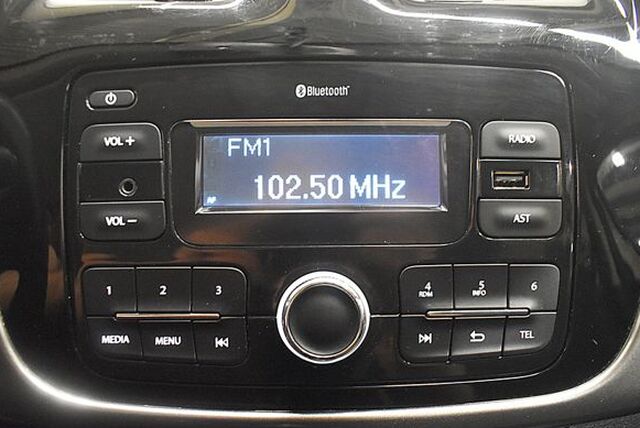 Bluetooth
VOL +
FM1
RADIO
102.50 MHz
VOL –
AST
1 2 3
4 RDM 5 INFO 6
MEDIA MENU
TEL